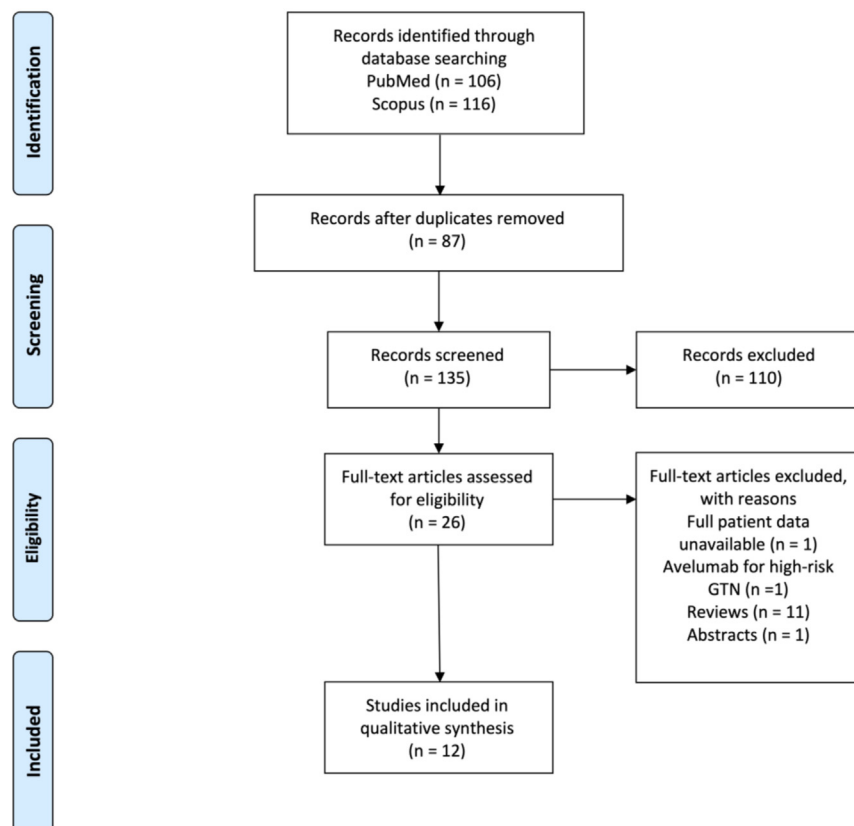 Identification
Records identified through
database searching
PubMed (n = 106)
Scopus (n = 116)
Records after duplicates removed
(n = 87)
Screening
Records screened
(n = 135)
Records excluded
(n = 110)
Eligibility
Full-text articles assessed
for eligibility
(n = 26)
Full-text articles excluded,
with reasons
Full patient data
unavailable (n = 1)
Avelumab for high-risk
GTN (n =1)
Reviews (n = 11)
Abstracts (n = 1)
Included
Studies included in
qualitative synthesis
(n = 12)